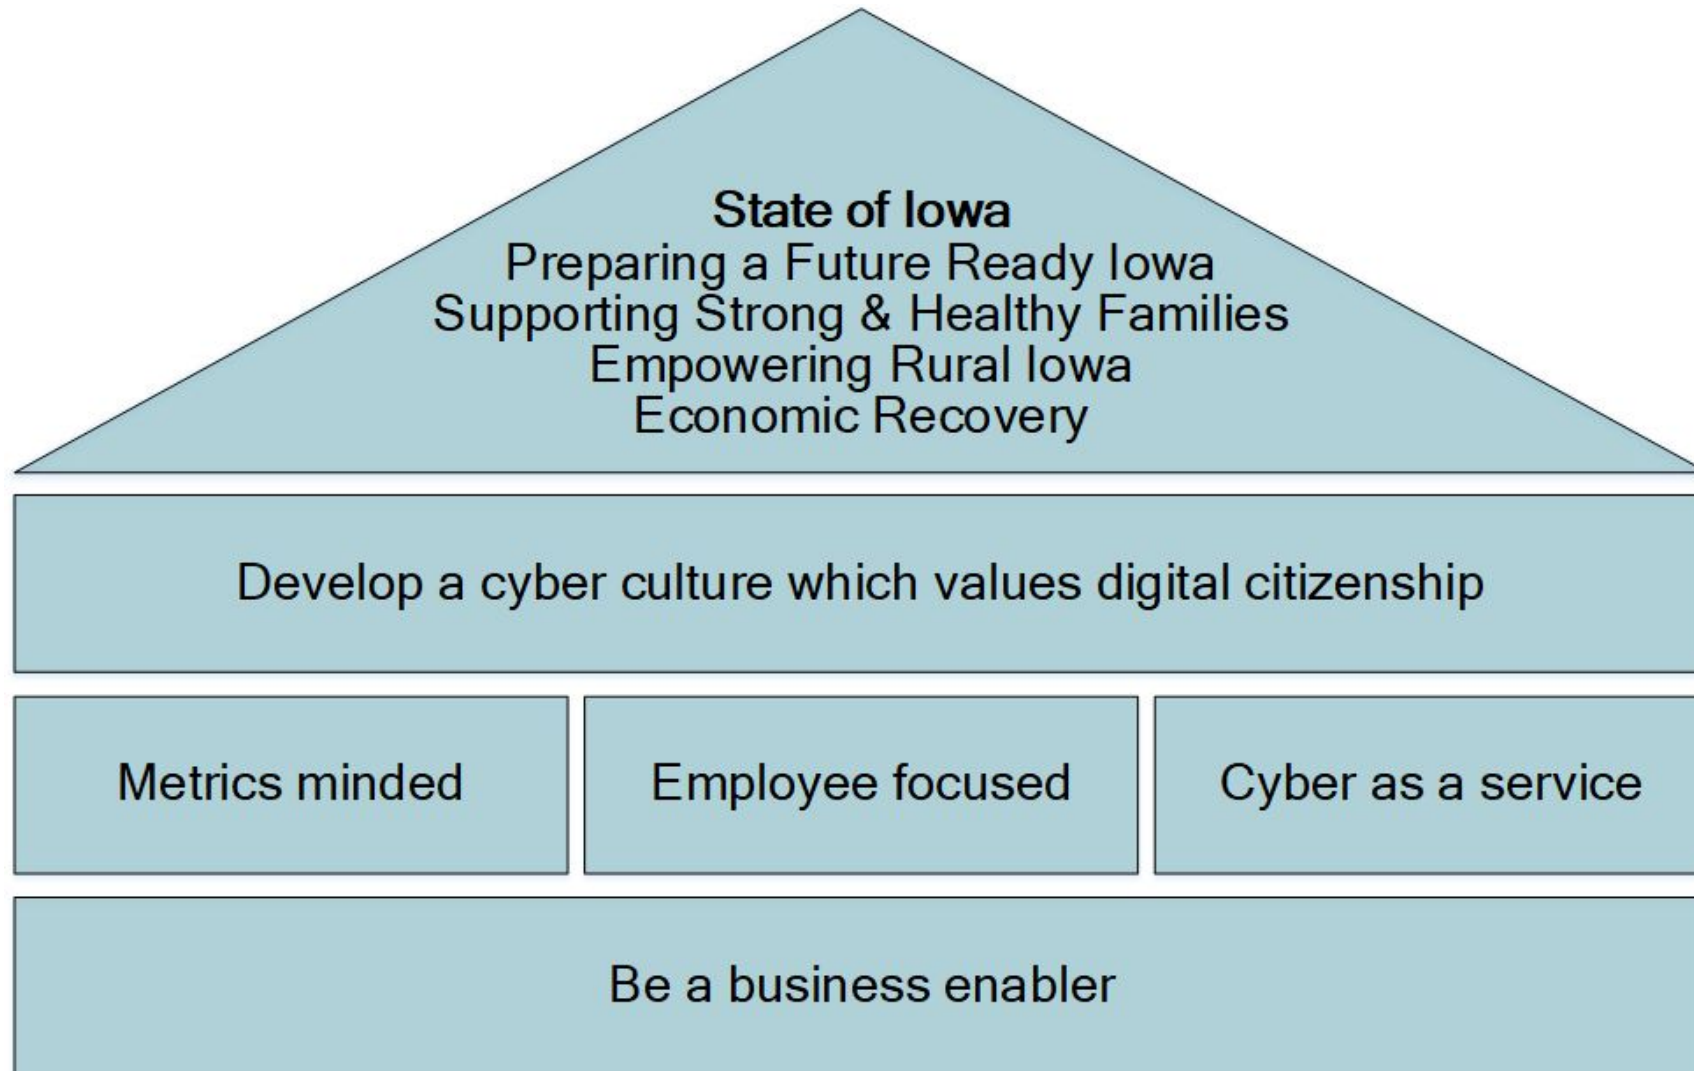 State of Iowa
Preparing a Future Ready Iowa
Supporting Strong & Healthy Families
Empowering Rural Iowa
Economic Recovery
Develop a cyber culture which values digital citizenship
Metrics minded
Employee focused
Cyber as a service
Be a business enabler